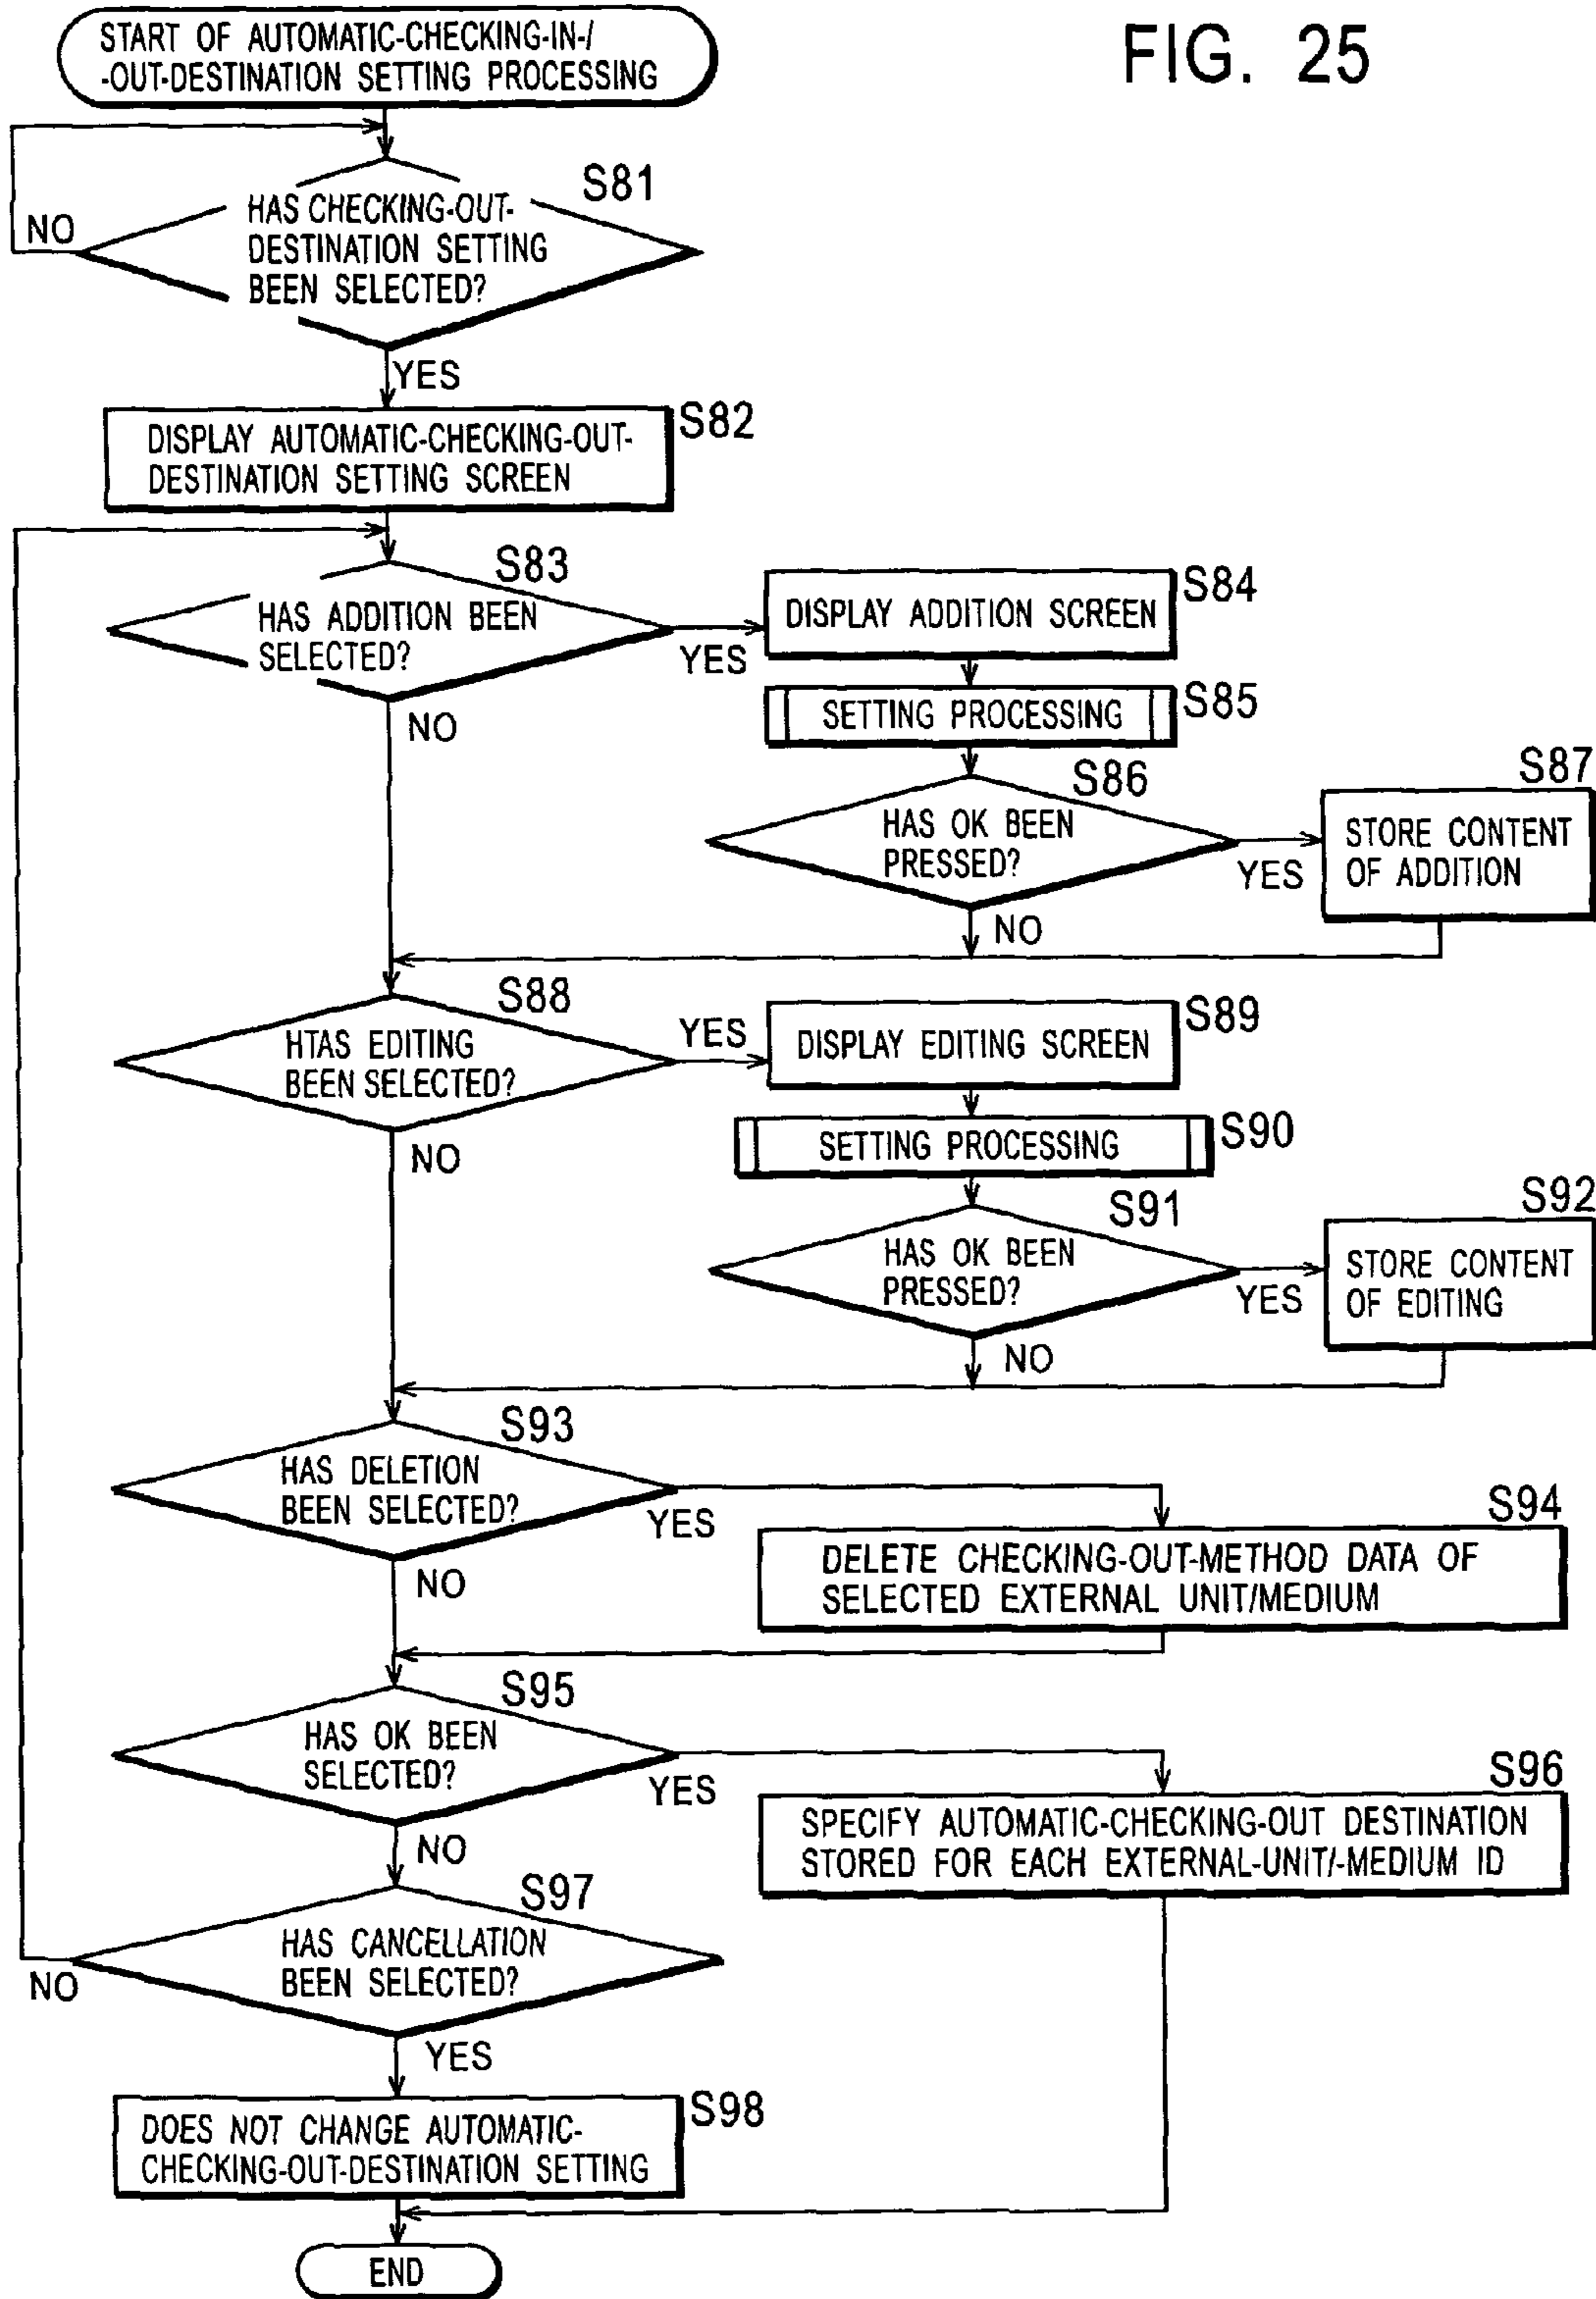 FIG. 25
START OF AUTOMATIC-CHECKING-IN-/
-OUT-DESTINATION SETTING PROCESSING
S81
HAS CHECKING-OUT-
DESTINATION SETTING
BEEN SELECTED?
NO
YES
S82
DISPLAY AUTOMATIC-CHECKING-OUT-
DESTINATION SETTING SCREEN
S83
HAS ADDITION BEEN
SELECTED?
YES
NO
S84
DISPLAY ADDITION SCREEN
S85
SETTING PROCESSING
S86
HAS OK BEEN
PRESSED?
YES
NO
S87
STORE CONTENT
OF ADDITION
S88
HTAS EDITING
BEEN SELECTED?
YES
NO
S89
DISPLAY EDITING SCREEN
S90
SETTING PROCESSING
S91
HAS OK BEEN
PRESSED?
YES
NO
S92
STORE CONTENT
OF EDITING
S93
HAS DELETION
BEEN SELECTED?
YES
NO
S94
DELETE CHECKING-OUT-METHOD DATA OF
SELECTED EXTERNAL UNIT/MEDIUM
S95
HAS OK BEEN
SELECTED?
YES
NO
S96
SPECIFY AUTOMATIC-CHECKING-OUT DESTINATION
STORED FOR EACH EXTERNAL-UNIT/-MEDIUM ID
S97
HAS CANCELLATION
BEEN SELECTED?
NO
YES
S98
DOES NOT CHANGE AUTOMATIC-
CHECKING-OUT-DESTINATION SETTING
END